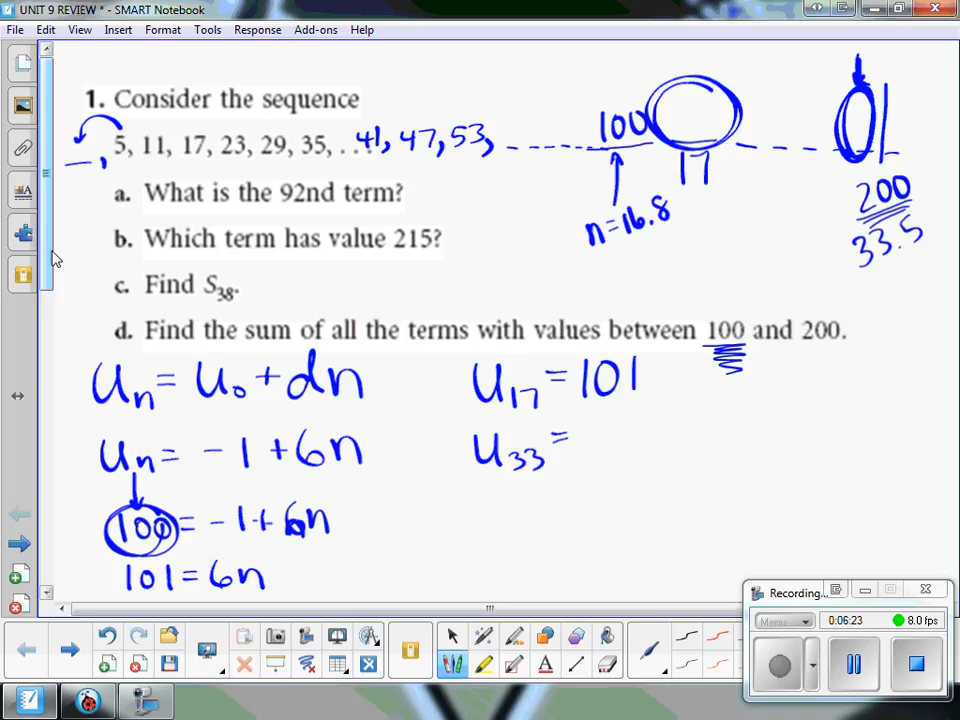 UNIT 9 REVIEW * - SMART Notebook
File Edit View Insert Format Tools Response Add-ons Help
1. Consider the sequence
5, 11, 17, 23, 29, 35, . . . 41, 47, 53,
100
17
n=16.8
200
33.5
a. What is the 92nd term?
b. Which term has value 215?
c. Find S38.
d. Find the sum of all the terms with values between 100 and 200.
un = u0 + dn
u17 = 101
un = -1 + 6n
u33 =
100 = -1 + 6n
101 = 6n
Recording...
Menu
0:06:23
8.0 fps
A